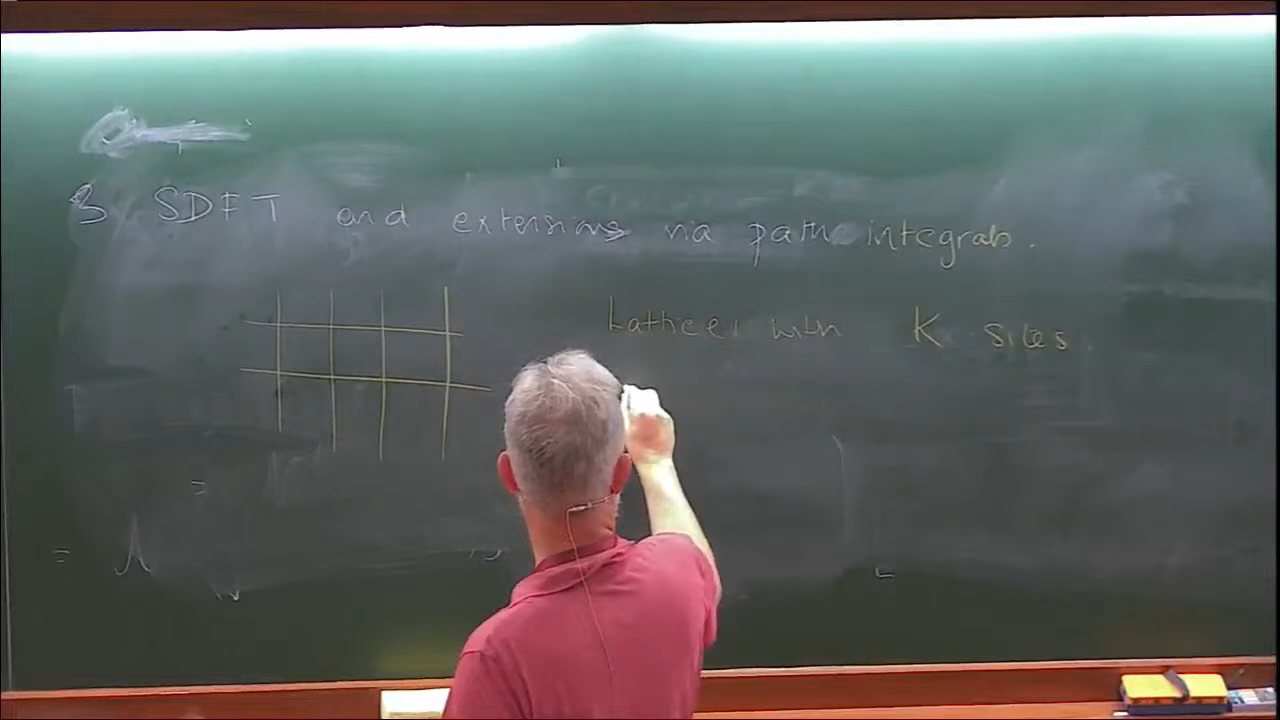 3 SDFT and extensions via path integrals.
Lattice with K sites